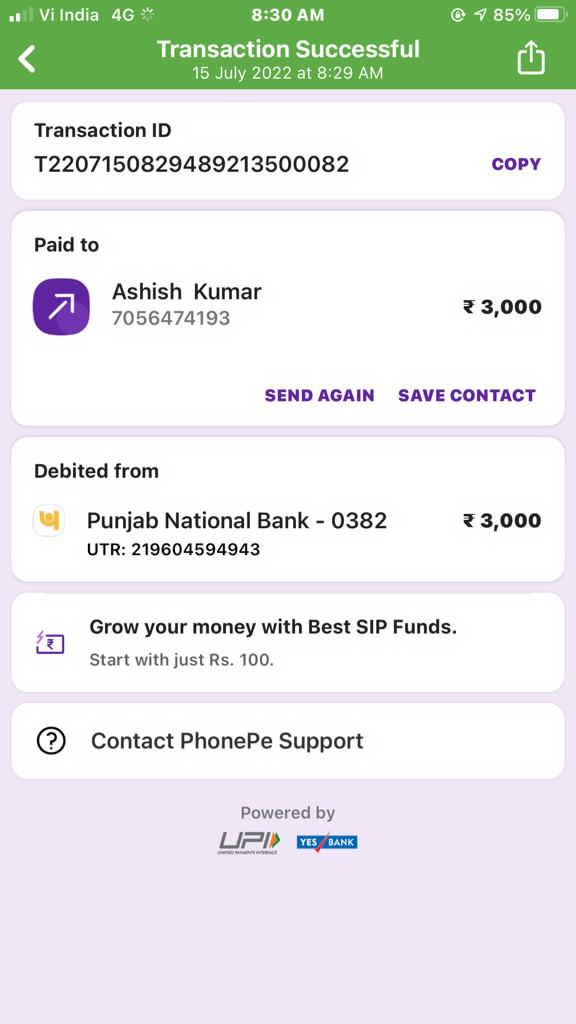 Vi India 4G 8:30 AM 85%
Transaction Successful
15 July 2022 at 8:29 AM
Transaction ID
T2207150829489213500082 COPY
Paid to
Ashish Kumar ₹ 3,000
7056474193
SEND AGAIN SAVE CONTACT
Debited from
Punjab National Bank - 0382 ₹ 3,000
UTR: 219604594943
Grow your money with Best SIP Funds.
Start with just Rs. 100.
Contact PhonePe Support
Powered by
UPI YES BANK
UNIFIED PAYMENTS INTERFACE